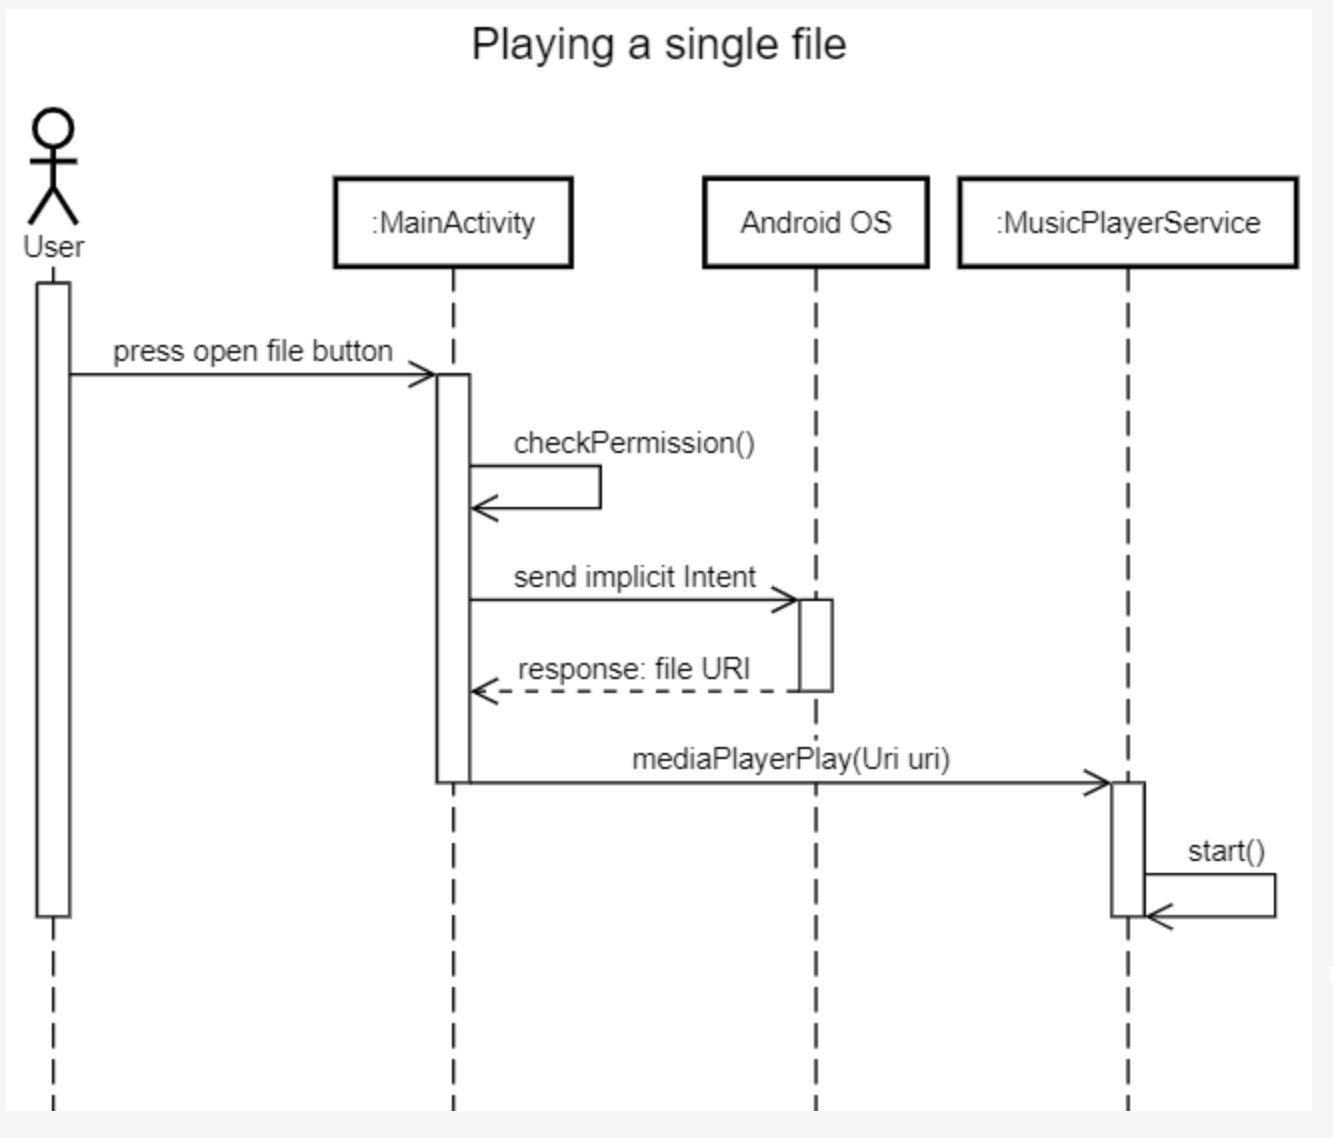 Playing a single file
User
:MainActivity
Android OS
:MusicPlayerService
press open file button
checkPermission()
send implicit Intent
response: file URI
mediaPlayerPlay(Uri uri)
start()